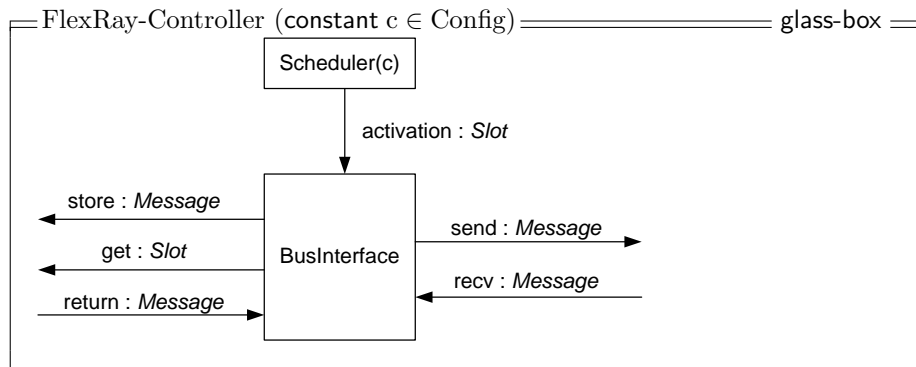 FlexRay-Controller (constant c ∈ Config) glass-box
Scheduler(c)
activation : Slot
store : Message
send : Message
get : Slot
BusInterface
recv : Message
return : Message